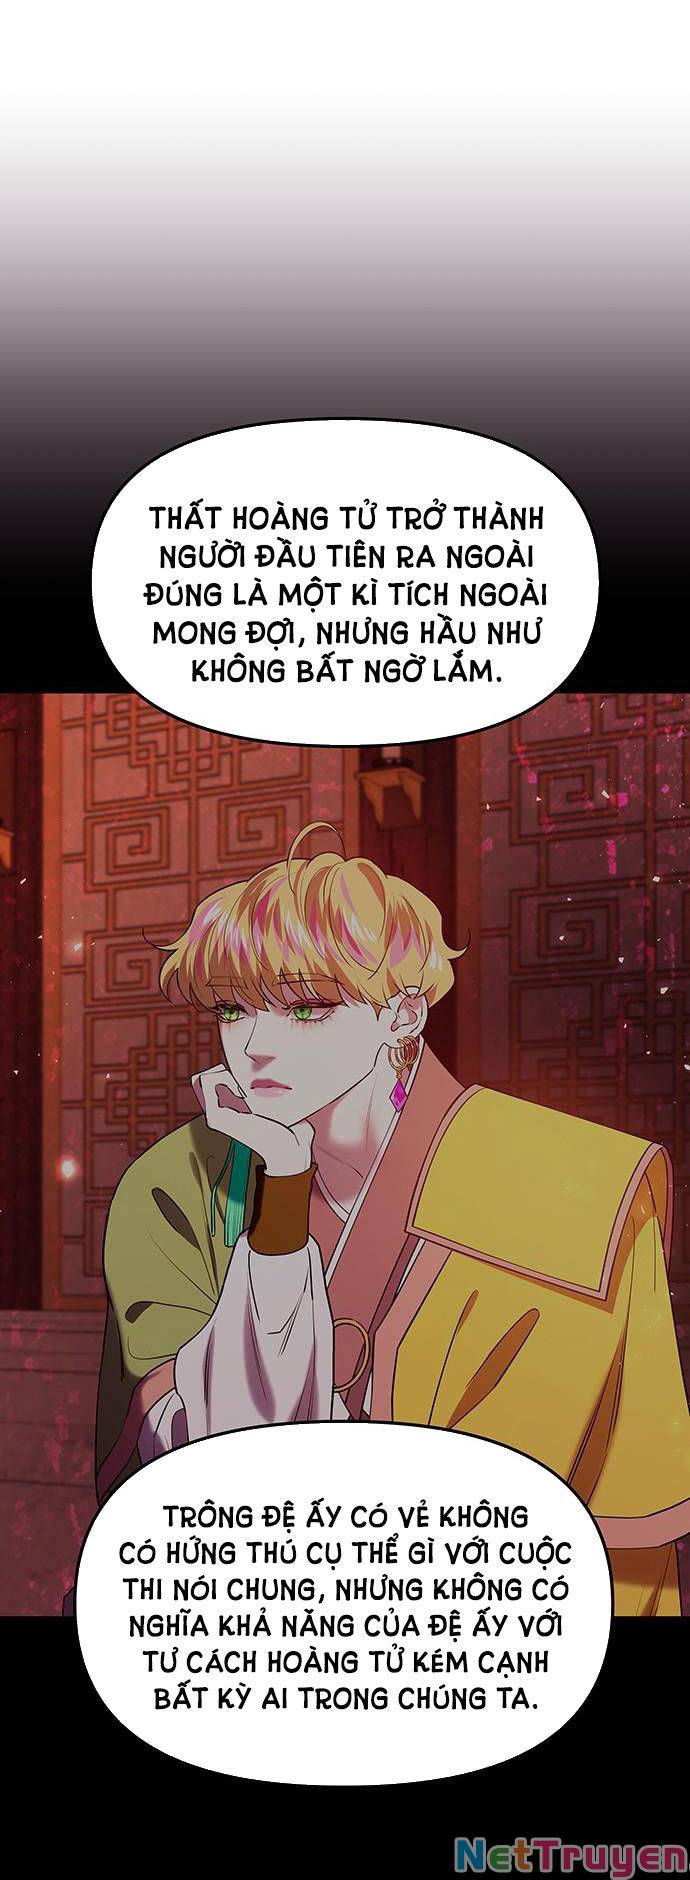 THẤT HOÀNG TỬ TRỞ THÀNH
NGƯỜI ĐẦU TIÊN RA NGOÀI
ĐÚNG LÀ MỘT KÌ TÍCH NGOÀI
MONG ĐỢI, NHƯNG HẦU NHƯ
KHÔNG BẤT NGỜ LẮM.
TRÔNG ĐỆ ẤY CÓ VẺ KHÔNG
CÓ HỨNG THÚ CỤ THỂ GÌ VỚI CUỘC
THI NÓI CHUNG, NHƯNG KHÔNG CÓ
NGHĨA KHẢ NĂNG CỦA ĐỆ ẤY VỚI
TƯ CÁCH HOÀNG TỬ KÉM CẠNH
BẤT KỲ AI TRONG CHÚNG TA.
NetTruyen